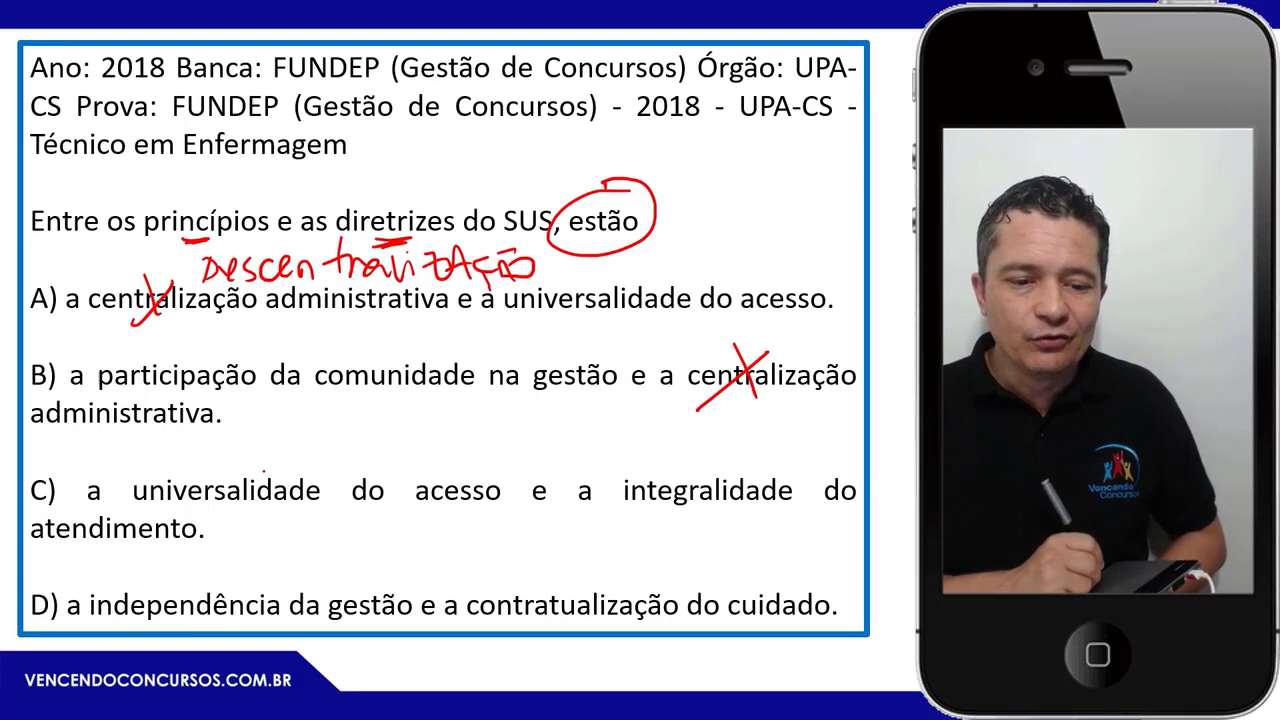 Ano: 2018 Banca: FUNDEP (Gestão de Concursos) Órgão: UPA-
CS Prova: FUNDEP (Gestão de Concursos) - 2018 - UPA-CS -
Técnico em Enfermagem
Entre os princípios e as diretrizes do SUS, estão
DESCENTRALIZAÇÃO
A) a centralização administrativa e a universalidade do acesso.
B) a participação da comunidade na gestão e a centralização
administrativa.
C) a universalidade do acesso e a integralidade do
atendimento.
D) a independência da gestão e a contratualização do cuidado.
VENCENDOCONCURSOS.COM.BR
Vencendo
Concursos